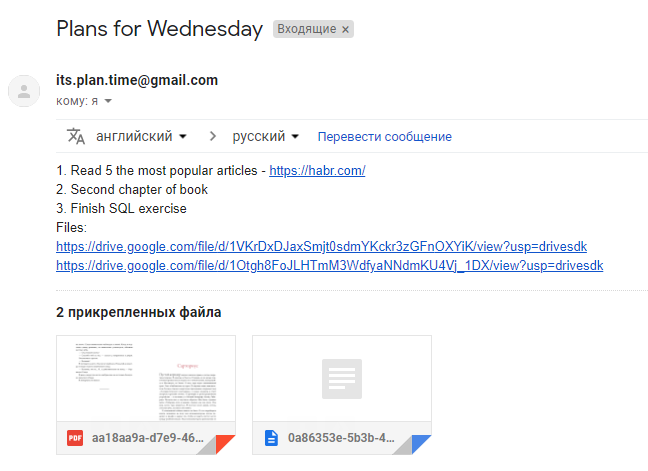 Plans for Wednesday Входящие ×
its.plan.time@gmail.com
кому: я
английский > русский Перевести сообщение
1. Read 5 the most popular articles - https://habr.com/
2. Second chapter of book
3. Finish SQL exercise
Files:
https://drive.google.com/file/d/1VKrDxDJaxSmjt0sdmYKckr3zGFnOXYiK/view?usp=drivesdk
https://drive.google.com/file/d/1Otgh8FoJLHTmM3WdfyaNNdmKU4Vj_1DX/view?usp=drivesdk
2 прикрепленных файла
PDF aa18aa9a-d7e9-46... 0a86353e-5b3b-4...